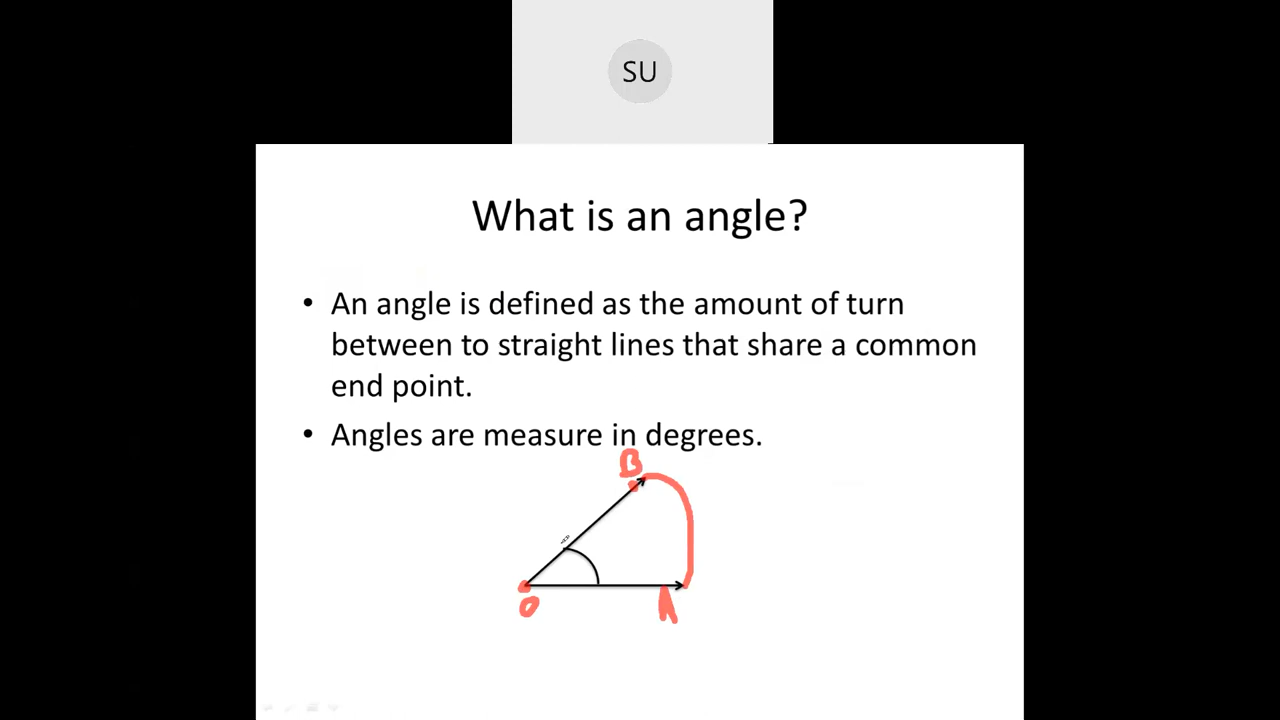 SU
What is an angle?
• An angle is defined as the amount of turn
between to straight lines that share a common
end point.
• Angles are measure in degrees.
B
O
A